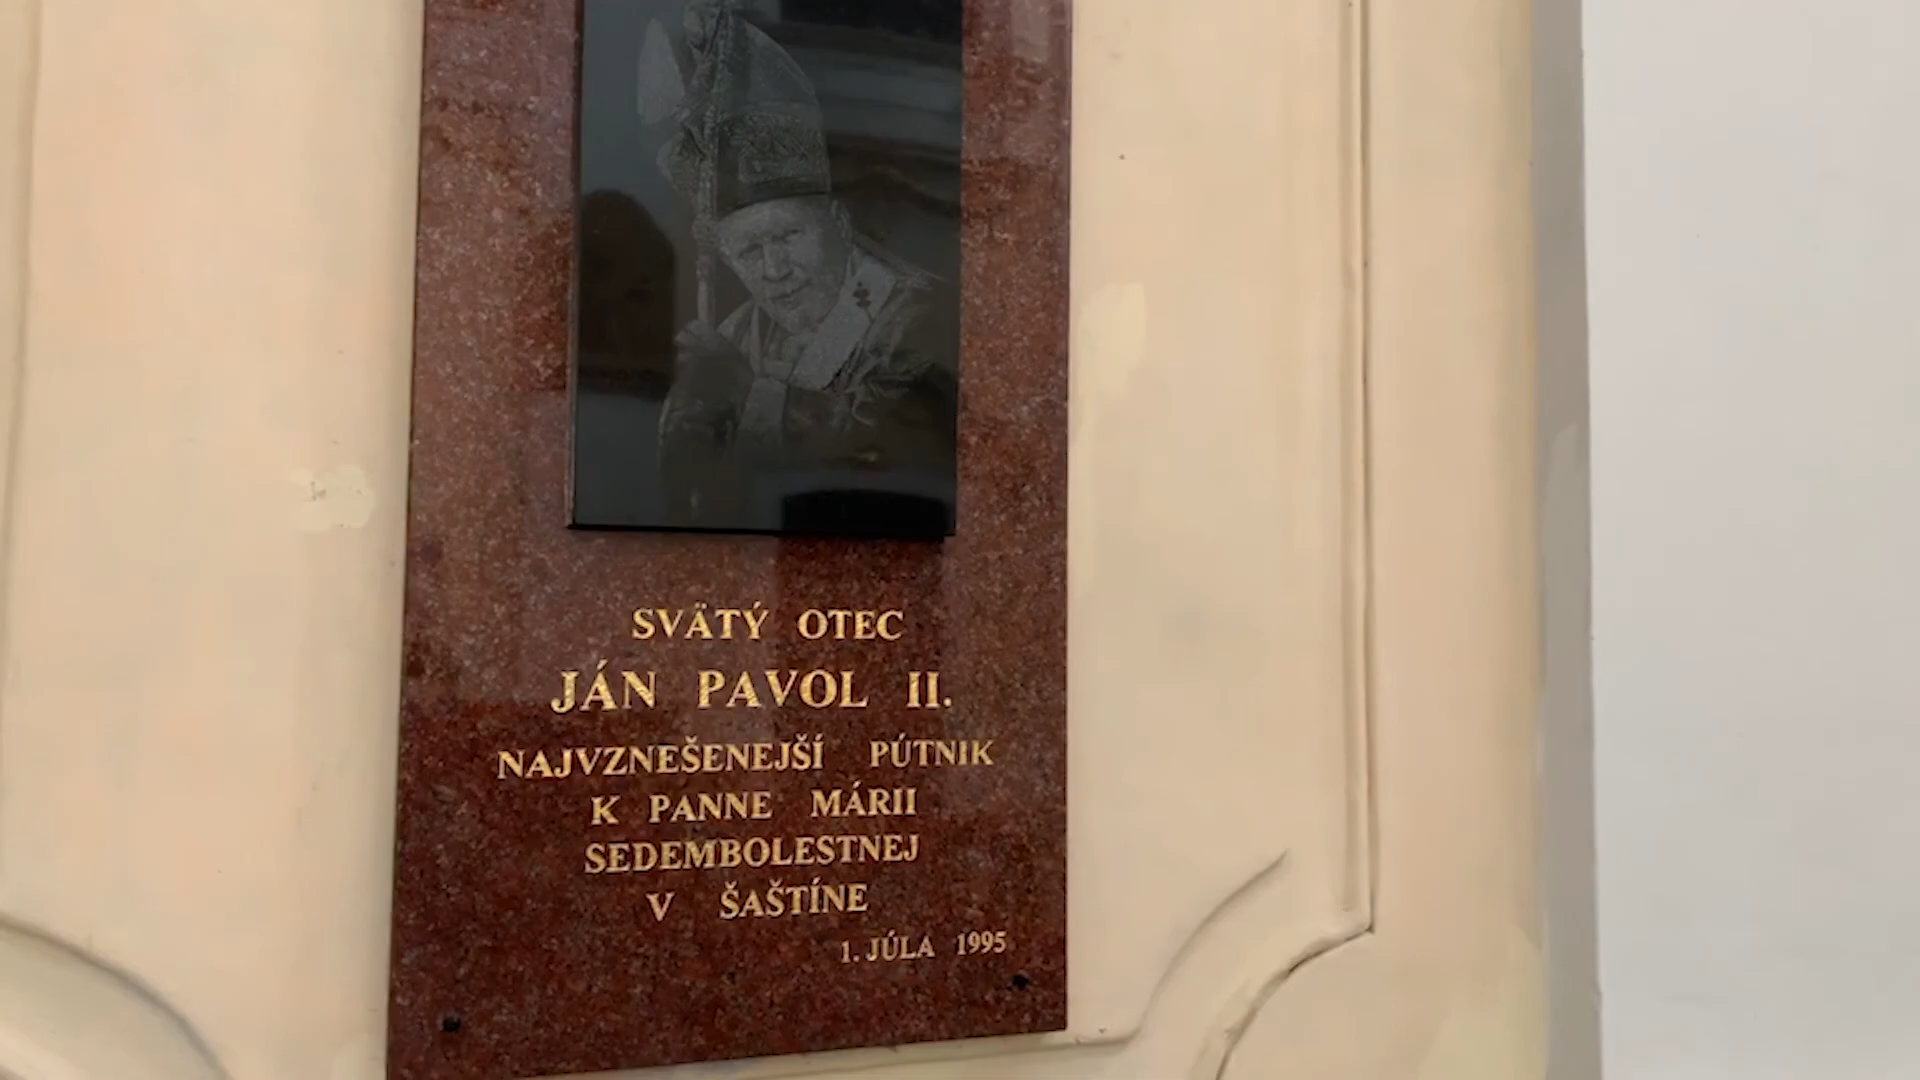 SVÄTÝ OTEC
JÁN PAVOL II.
NAJVZNEŠENEJŠÍ PÚTNIK
K PANNE MÁRII
SEDEMBOLESTNEJ
V ŠAŠTÍNE
1. JÚLA 1995